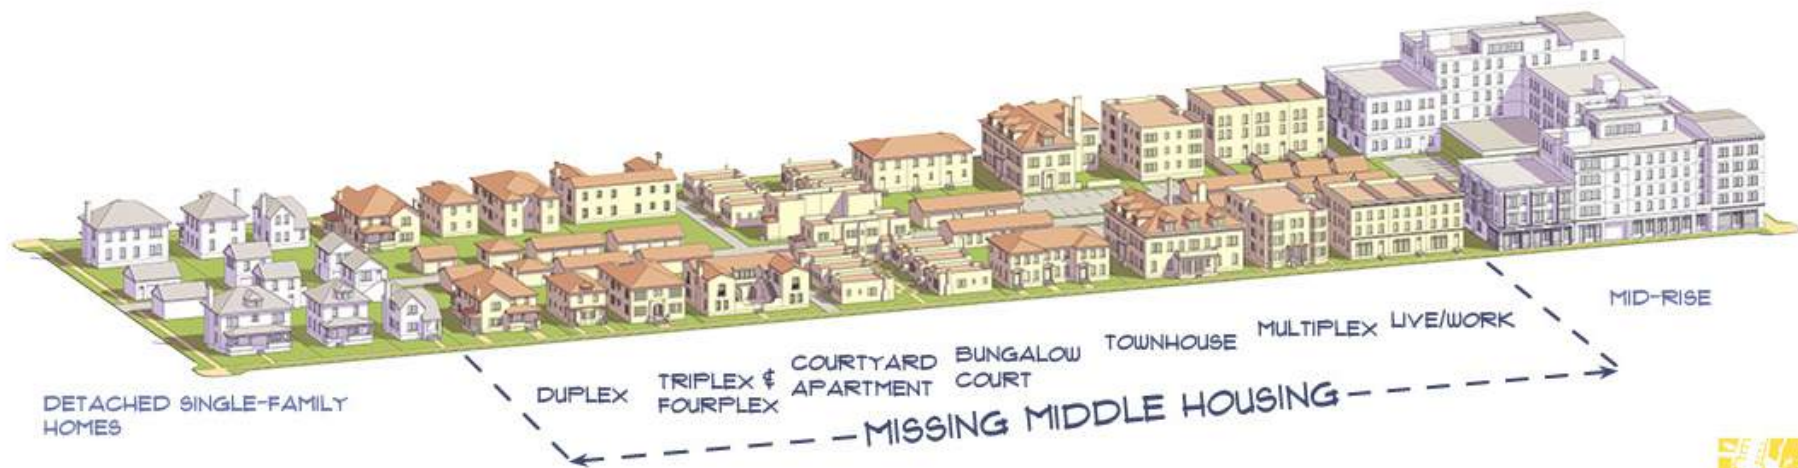 DETACHED SINGLE-FAMILY
HOMES
DUPLEX
TRIPLEX &
FOURPLEX
COURTYARD
APARTMENT
BUNGALOW
COURT
TOWNHOUSE
MULTIPLEX
LIVE/WORK
MID-RISE
MISSING MIDDLE HOUSING